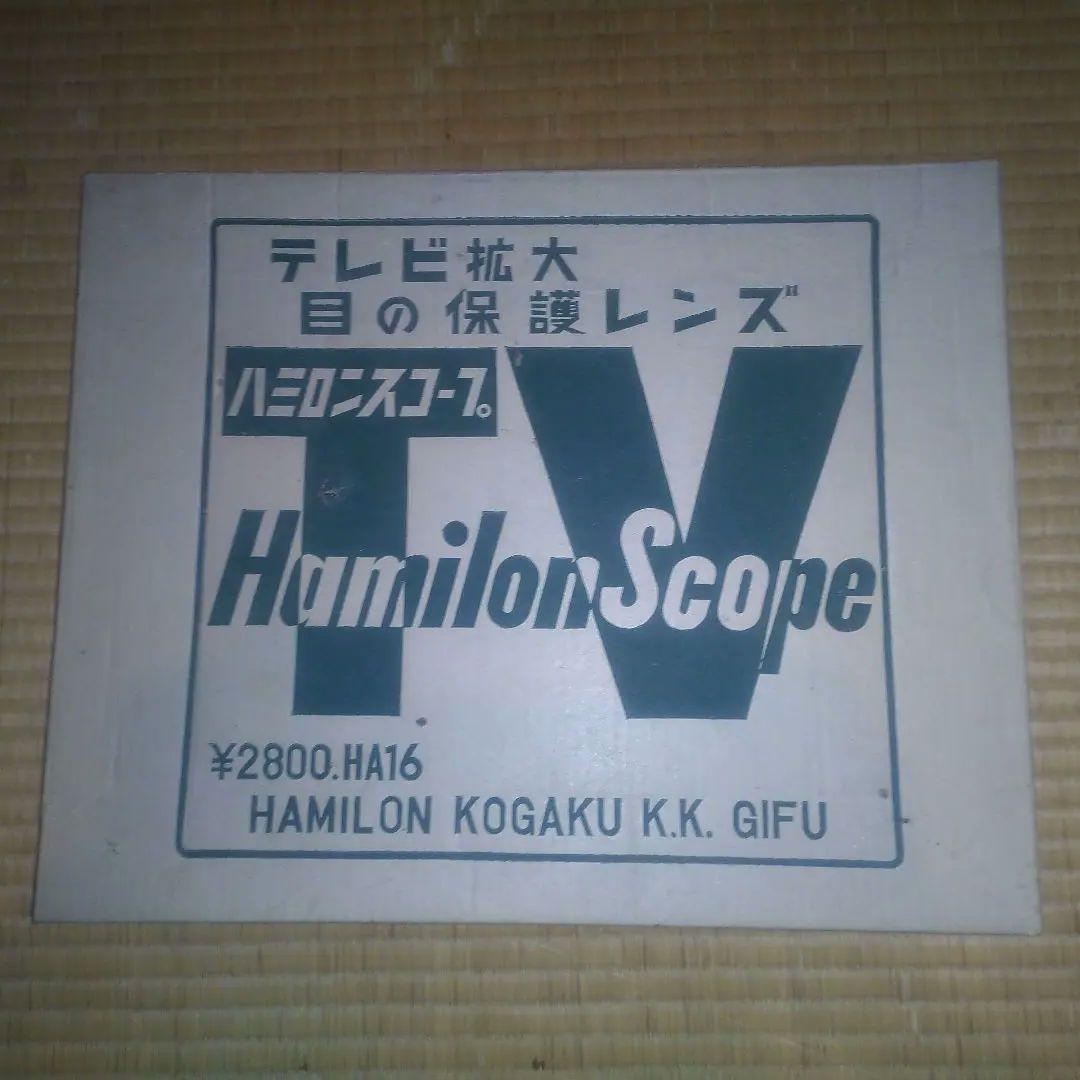 テレビ拡大
目の保護レンズ
ハミロンスコープ
TV
HamilonScope
¥2800.HA16
HAMILON KOGAKU K.K. GIFU